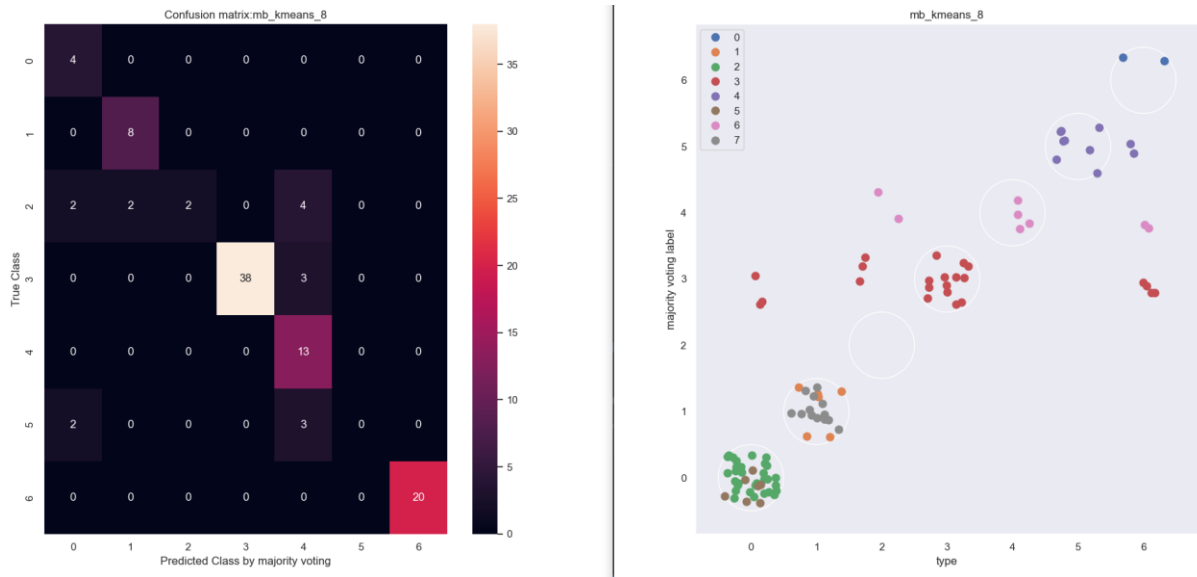 Confusion matrix:mb_kmeans_8
0 4 0 0 0 0 0 0
1 0 8 0 0 0 0 0
2 2 2 2 0 4 0 0
3 0 0 0 38 3 0 0
4 0 0 0 0 13 0 0
5 2 0 0 0 3 0 0
6 0 0 0 0 0 0 20
0 1 2 3 4 5 6
True Class
Predicted Class by majority voting
35
30
25
20
15
10
5
0
mb_kmeans_8
0
1
2
3
4
5
6
7
6
5
4
3
2
1
0
majority voting label
0 1 2 3 4 5 6
type